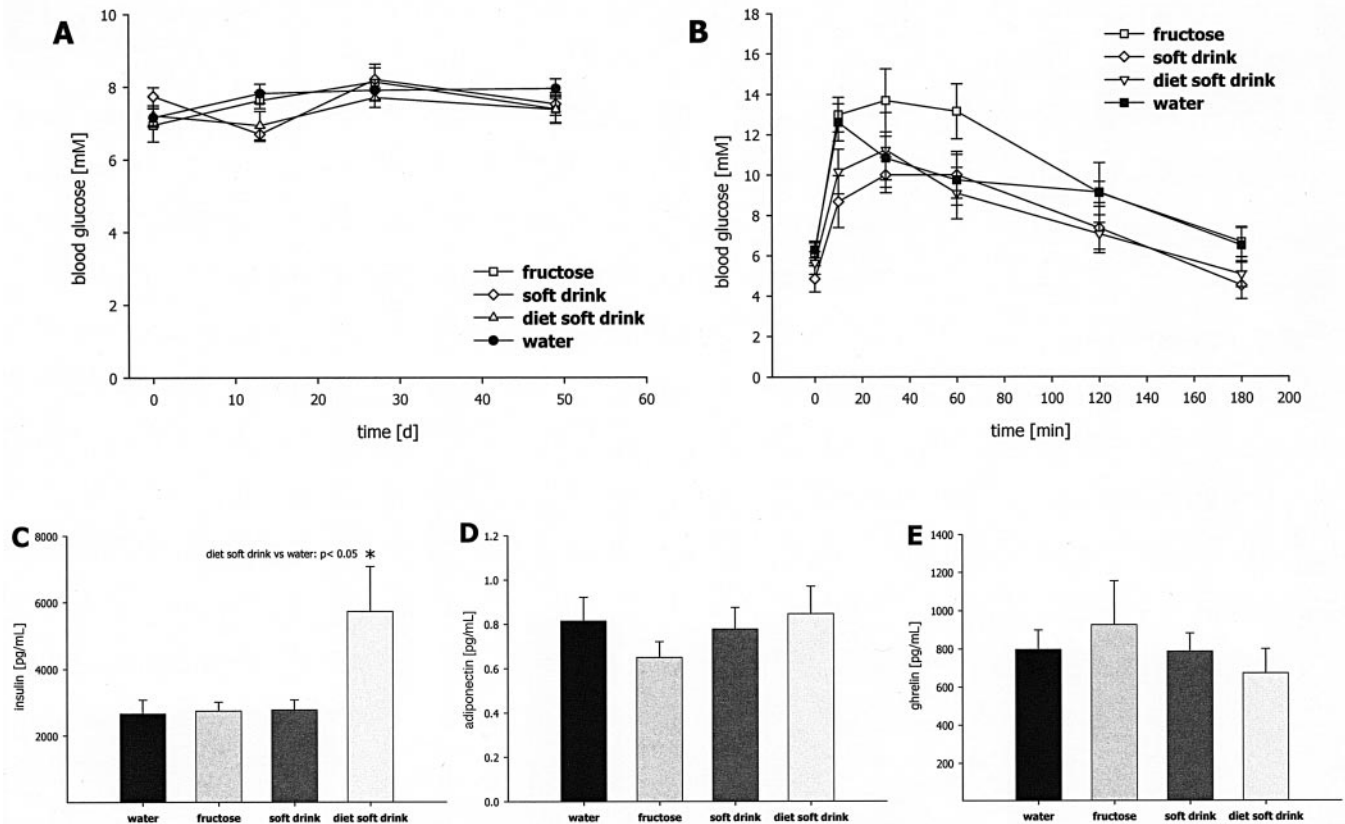 A
blood glucose [mM]
10
8
6
4
2
0
0 10 20 30 40 50 60
time [d]
fructose
soft drink
diet soft drink
water
B
blood glucose [mM]
18
16
14
12
10
8
6
4
2
0
0 20 40 60 80 100 120 140 160 180 200
time [min]
fructose
soft drink
diet soft drink
water
C
insulin [pg/mL]
8000
6000
4000
2000
diet soft drink vs water: p< 0.05 *
water fructose soft drink diet soft drink
D
adiponectin [pg/mL]
1.2
1.0
0.8
0.6
0.4
0.2
0.0
water fructose soft drink diet soft drink
E
ghrelin [pg/mL]
1400
1200
1000
800
600
400
200
water fructose soft drink diet soft drink